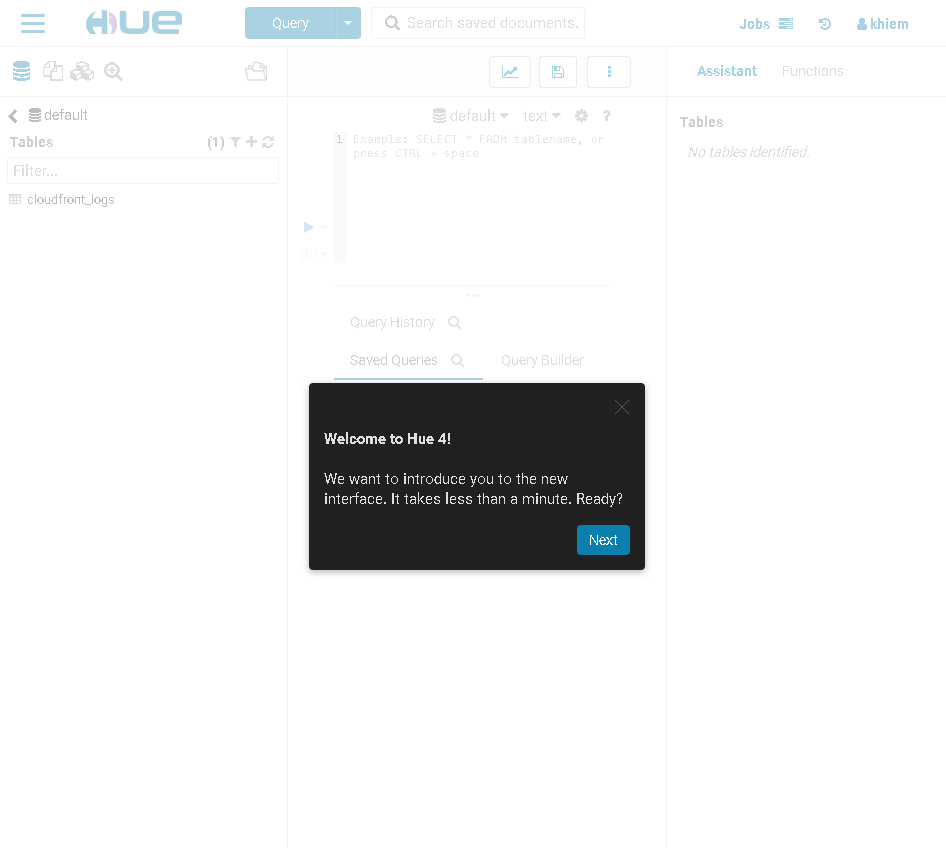 HUE
Query
Search saved documents.
Jobs
khiem
default
Tables
(1)
Filter...
cloudfront_logs
default
text
?
1 Example: SELECT * FROM tablename, or
press CTRL + space
Query History
Saved Queries
Query Builder
Welcome to Hue 4!
We want to introduce you to the new
interface. It takes less than a minute. Ready?
Next
Assistant
Functions
Tables
No tables identified.